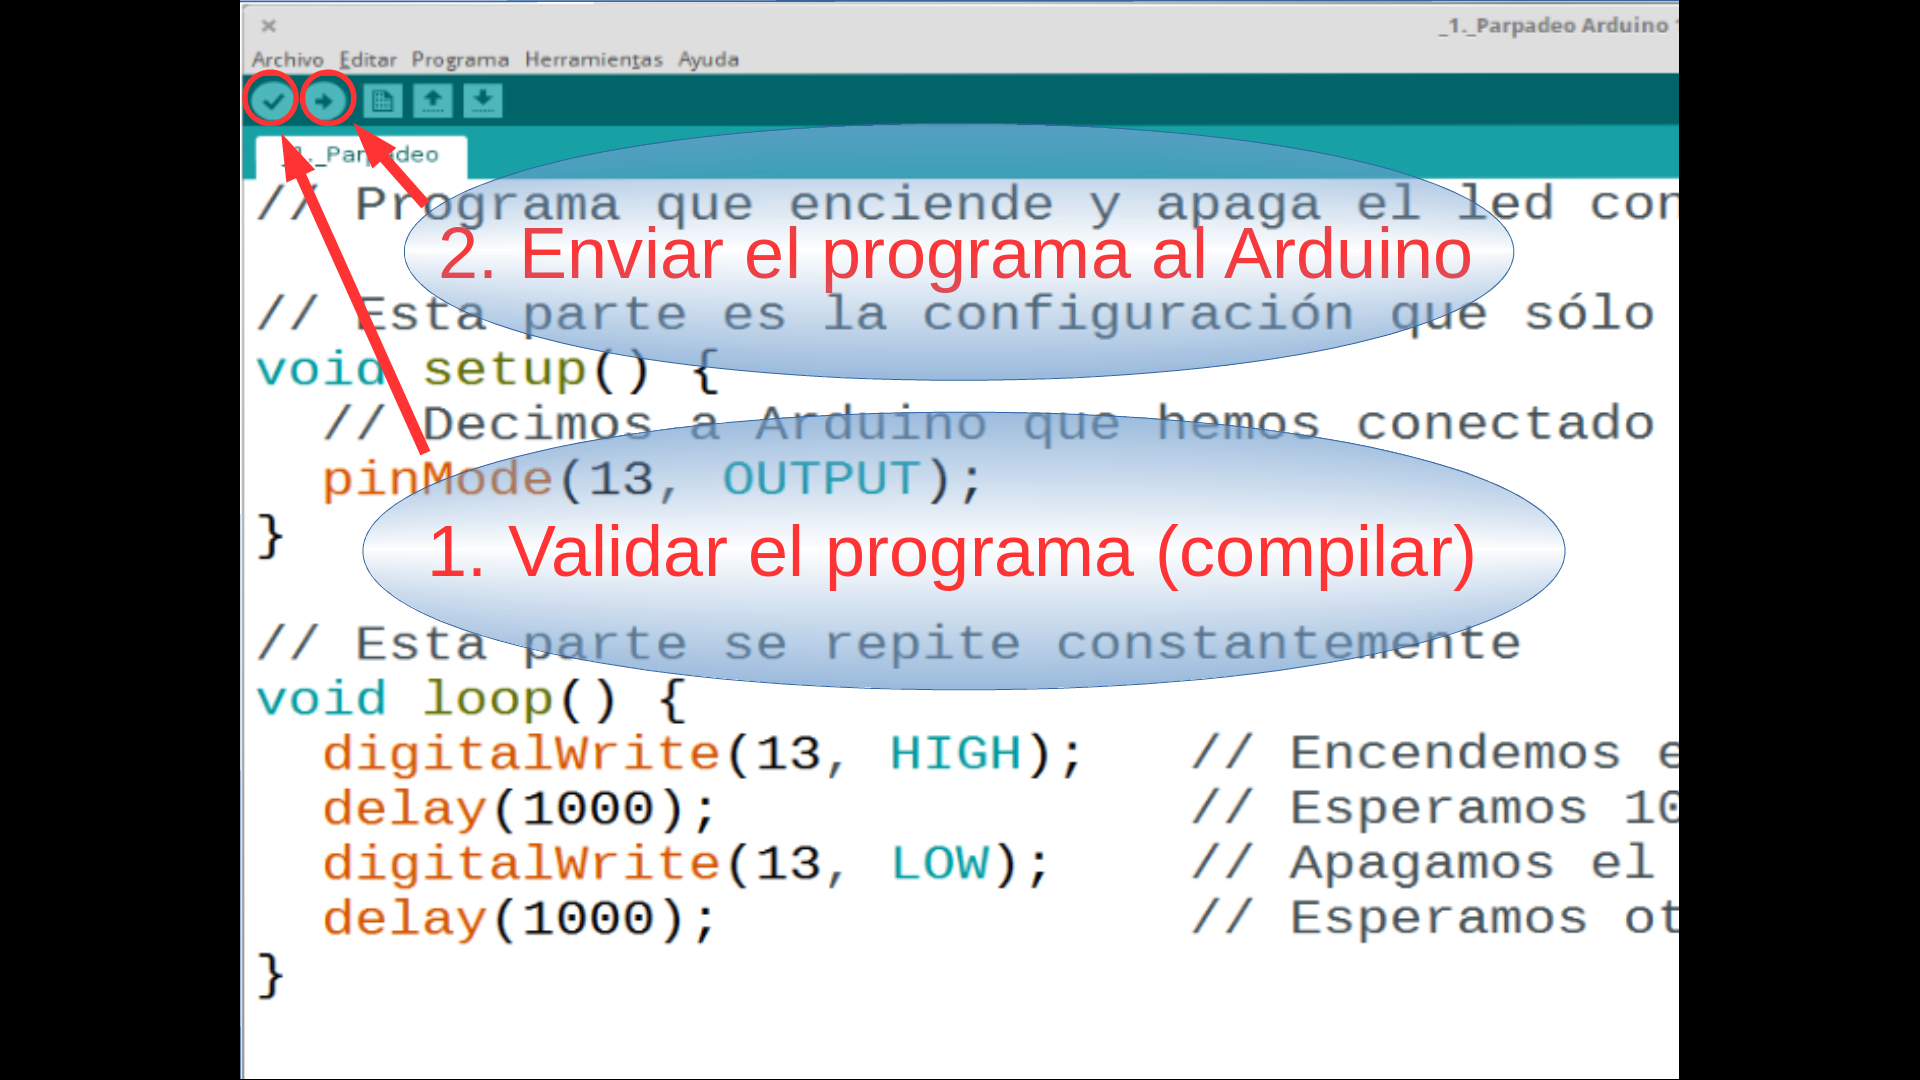 _1._Parpadeo Arduino
Archivo Editar Programa Herramientas Ayuda
_1._Parpadeo
// Programa que enciende y apaga el led con
2. Enviar el programa al Arduino
// Esta parte es la configuración que sólo
void setup() {
// Decimos a Arduino que hemos conectado
pinMode(13, OUTPUT);
}
1. Validar el programa (compilar)
// Esta parte se repite constantemente
void loop() {
digitalWrite(13, HIGH); // Encendemos e
delay(1000); // Esperamos 10
digitalWrite(13, LOW); // Apagamos el
delay(1000); // Esperamos ot
}